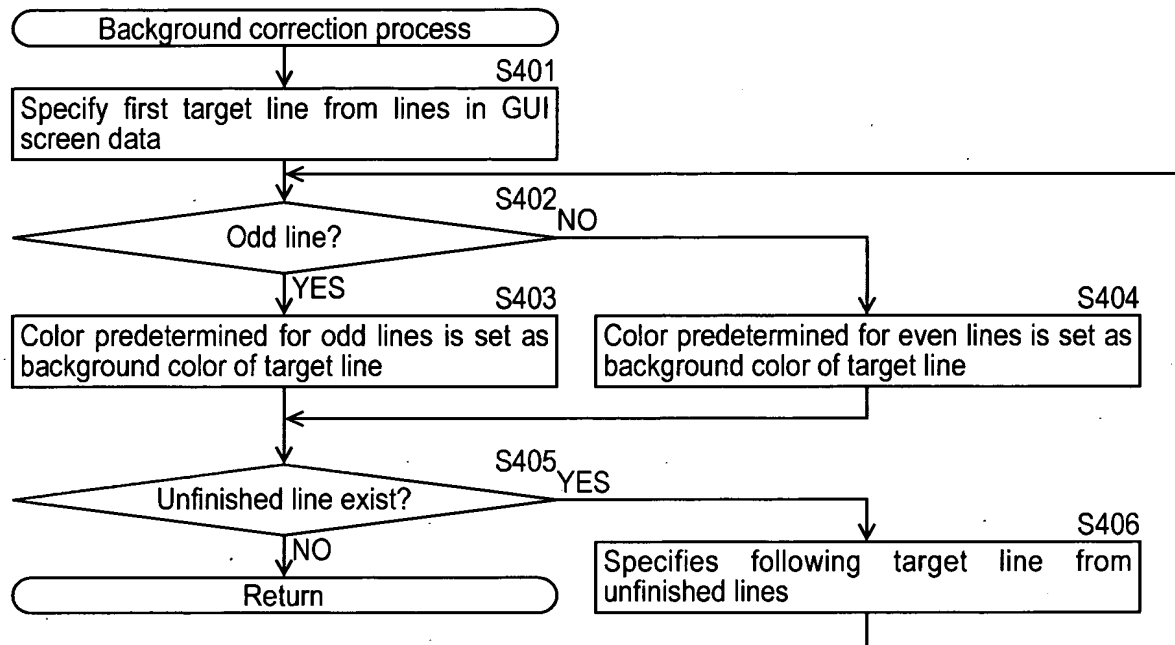 Background correction process
S401
Specify first target line from lines in GUI
screen data
S402
Odd line?
NO
YES
S403
Color predetermined for odd lines is set as
background color of target line
S404
Color predetermined for even lines is set as
background color of target line
S405
Unfinished line exist?
YES
NO
S406
Specifies following target line from
unfinished lines
Return